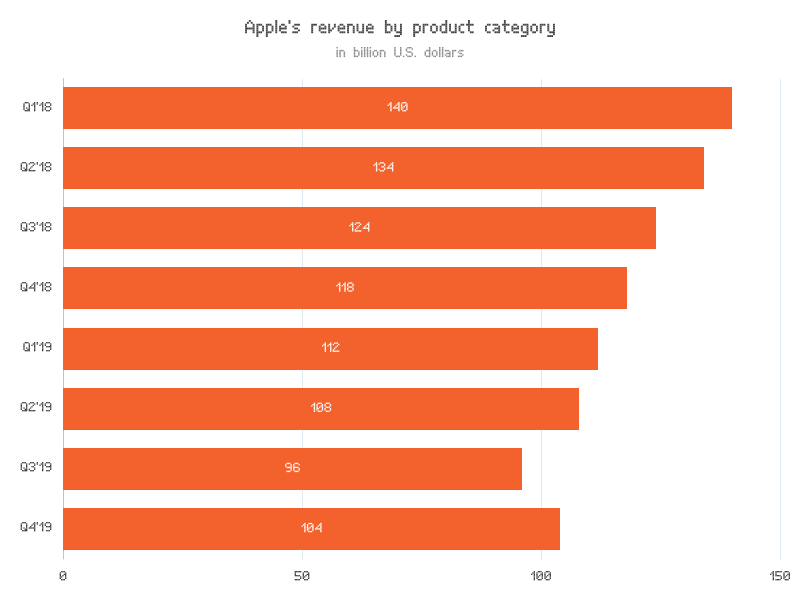 Apple's revenue by product category
in billion U.S. dollars
Q1'18 140
Q2'18 134
Q3'18 124
Q4'18 118
Q1'19 112
Q2'19 108
Q3'19 96
Q4'19 104
0 50 100 150